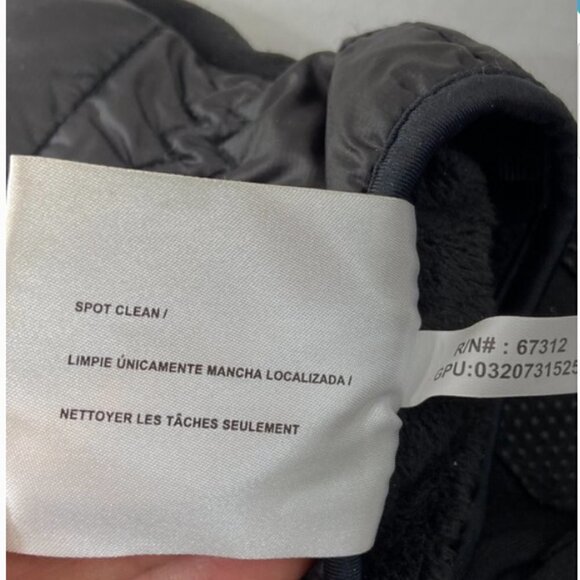 SPOT CLEAN /
LIMPIE ÚNICAMENTE MANCHA LOCALIZADA /
NETTOYER LES TÂCHES SEULEMENT
R/N# : 67312
GPU:0320731525